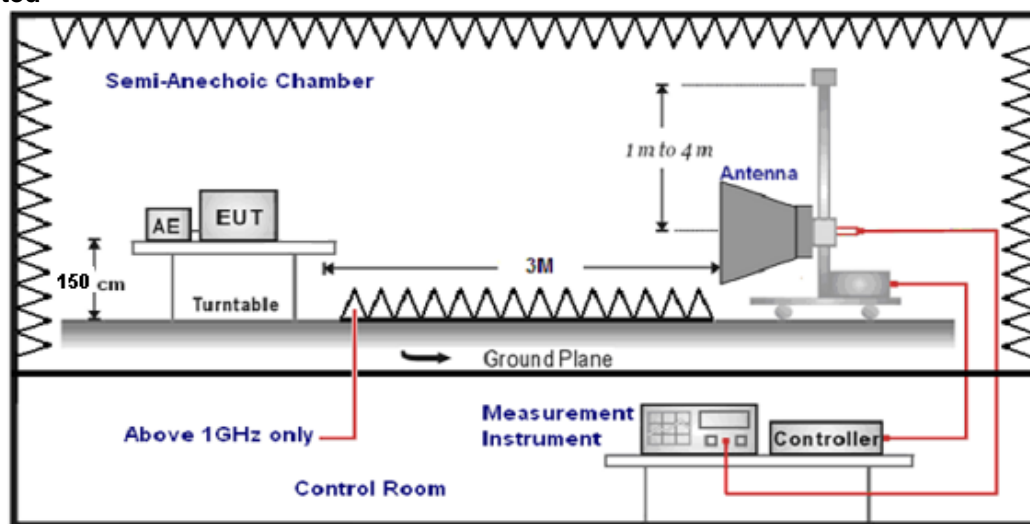 Semi-Anechoic Chamber
1 m to 4 m
Antenna
AE
EUT
150 cm
3M
Turntable
Ground Plane
Above 1GHz only
Measurement
Instrument
Controller
Control Room